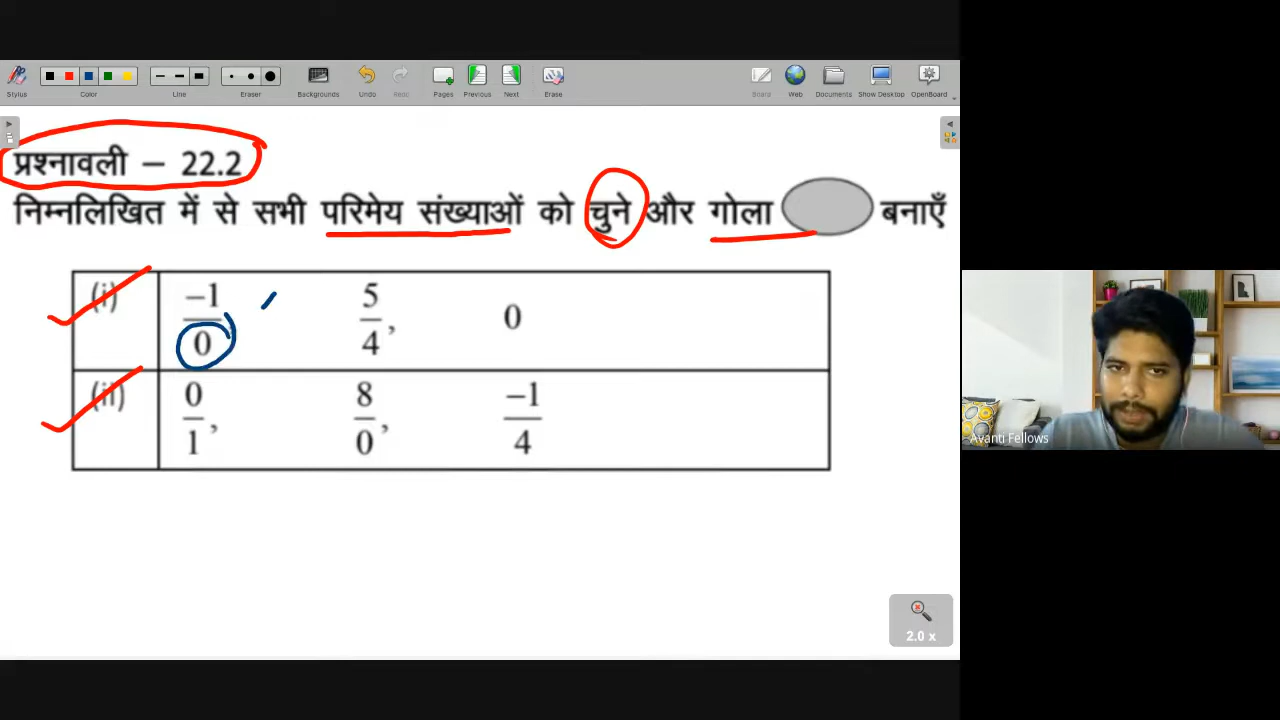 Stylus Color Line Eraser Backgrounds Undo Redo Pages Previous Next Erase Board Web Documents Show Desktop OpenBoard
प्रश्नावली – 22.2
निम्नलिखित में से सभी परिमेय संख्याओं को चुने और गोला बनाएँ
(i) –1/0, 5/4, 0
(ii) 0/1, 8/0, –1/4
Avanti Fellows
2.0 x